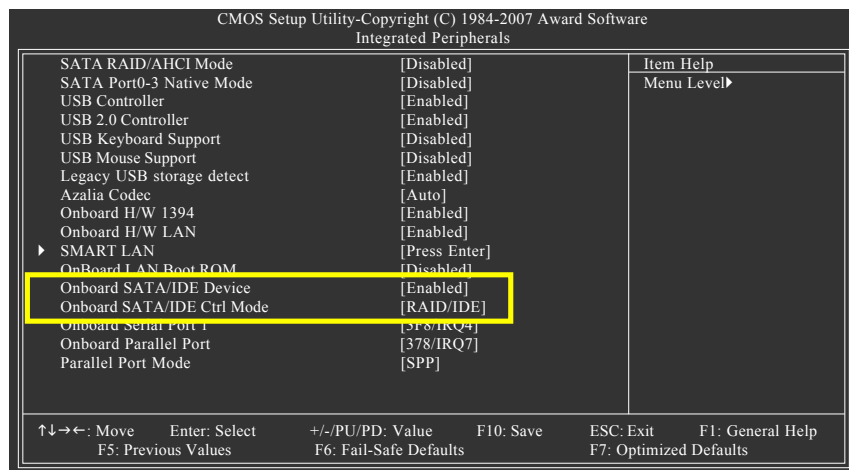 CMOS Setup Utility-Copyright (C) 1984-2007 Award Software
Integrated Peripherals
SATA RAID/AHCI Mode [Disabled] Item Help
SATA Port0-3 Native Mode [Disabled] Menu Level▶
USB Controller [Enabled]
USB 2.0 Controller [Enabled]
USB Keyboard Support [Disabled]
USB Mouse Support [Disabled]
Legacy USB storage detect [Enabled]
Azalia Codec [Auto]
Onboard H/W 1394 [Enabled]
Onboard H/W LAN [Enabled]
▶ SMART LAN [Press Enter]
OnBoard LAN Boot ROM [Disabled]
Onboard SATA/IDE Device [Enabled]
Onboard SATA/IDE Ctrl Mode [RAID/IDE]
Onboard Serial Port 1 [3F8/IRQ4]
Onboard Parallel Port [378/IRQ7]
Parallel Port Mode [SPP]
↑↓→←: Move Enter: Select +/-/PU/PD: Value F10: Save ESC: Exit F1: General Help
F5: Previous Values F6: Fail-Safe Defaults F7: Optimized Defaults